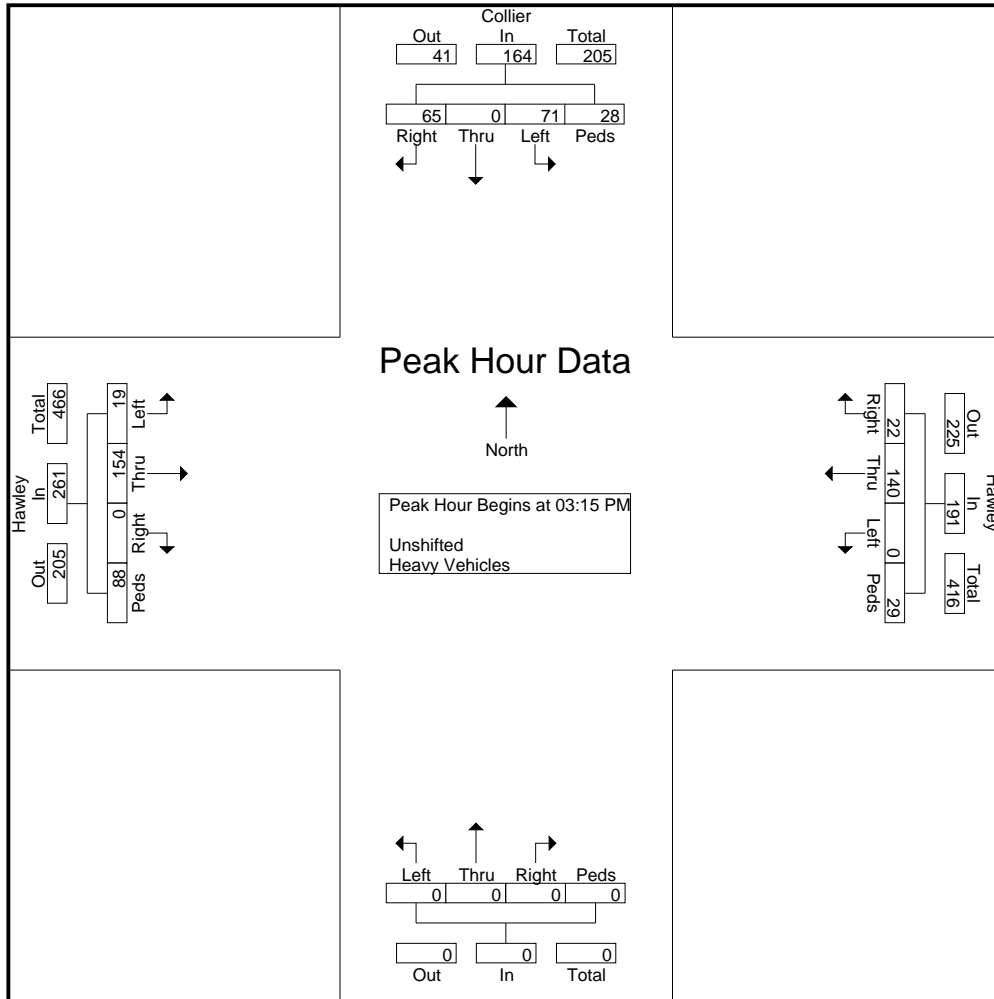 Collier
Out In Total
41 164 205
65 0 71 28
Right Thru Left Peds
Peak Hour Data
North
Peak Hour Begins at 03:15 PM
Unshifted
Heavy Vehicles
Hawley
Total In Out
466 261 205
19 154 0 88
Left Thru Right Peds
Right Thru Left Peds
22 140 0 29
Out In Total
225 191 416
Hawley
Left Thru Right Peds
0 0 0 0
0 0 0
Out In Total